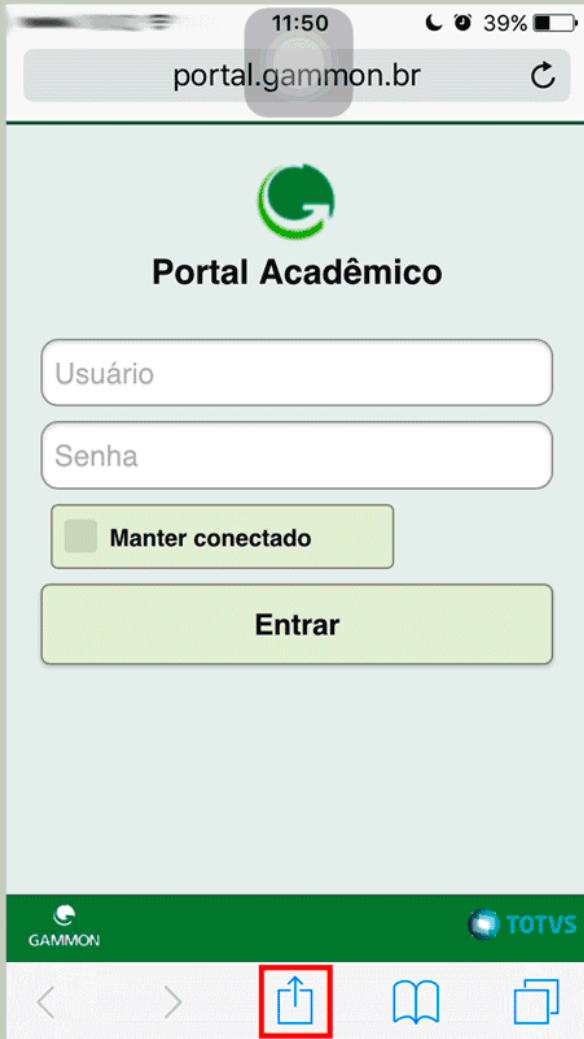 11:50
39%
portal.gammon.br
Portal Acadêmico
Usuário
Senha
Manter conectado
Entrar
GAMMON
TOTVS